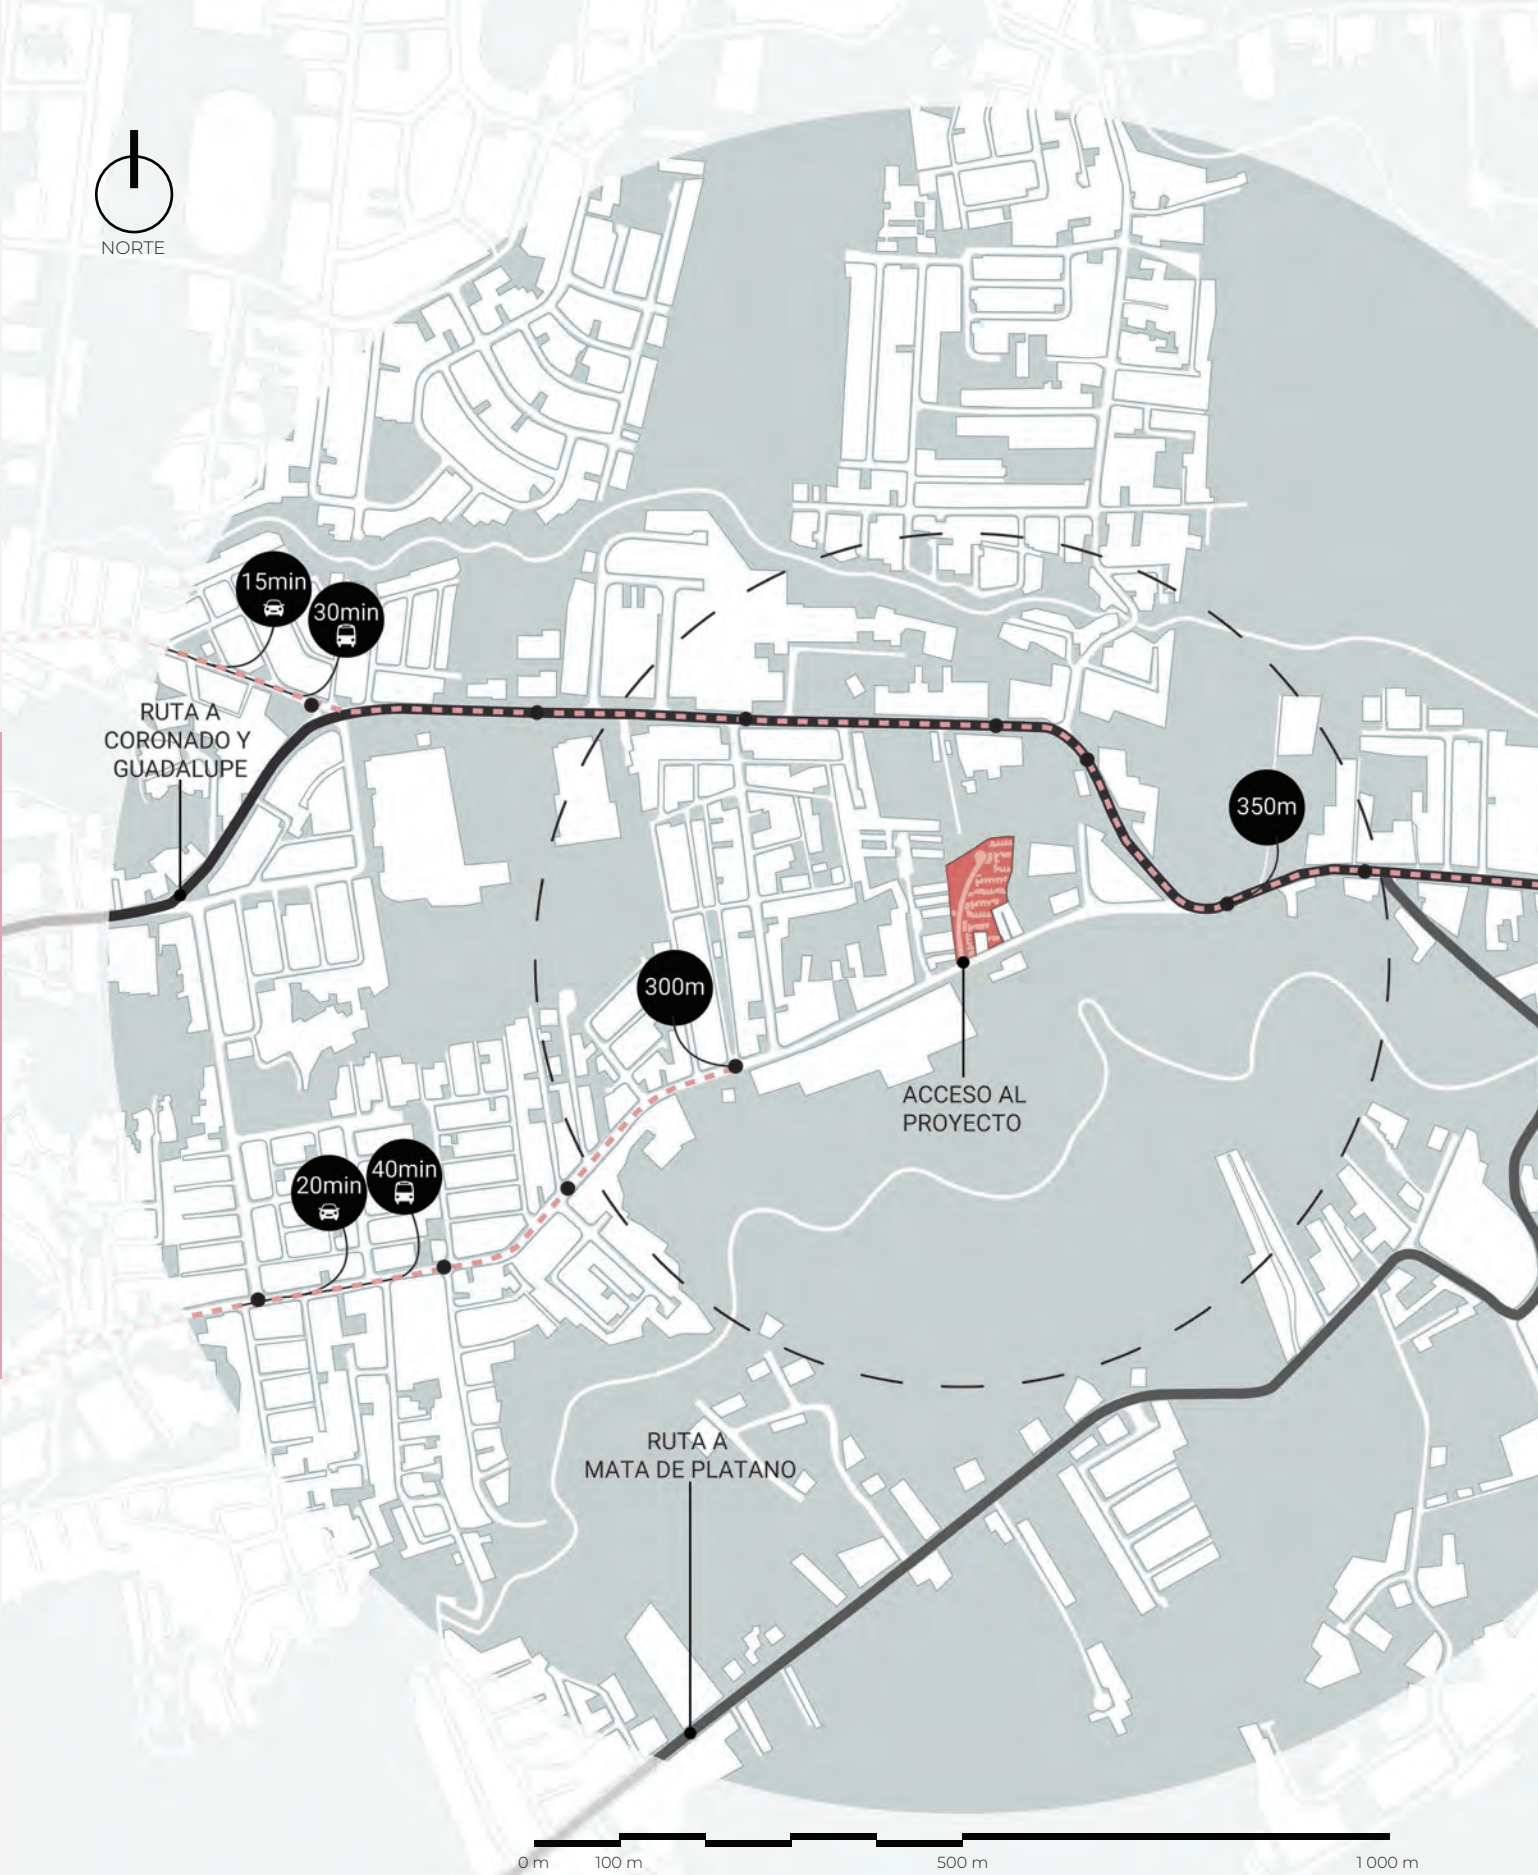 NORTE
15min
30min
RUTA A
CORONADO Y
GUADALUPE
350m
300m
ACCESO AL
PROYECTO
20min
40min
RUTA A
MATA DE PLATANO
0 m
100 m
500 m
1 000 m